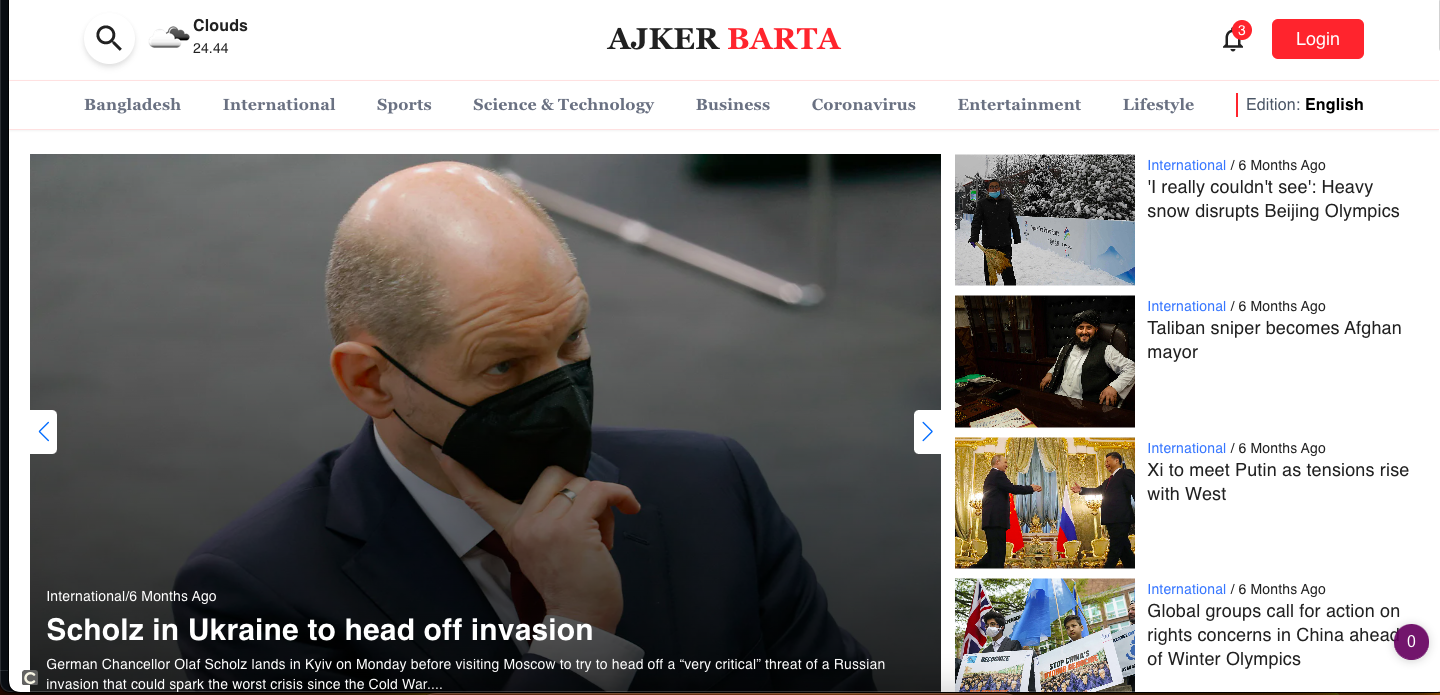 Clouds
24.44
AJKER BARTA
3
Login
Bangladesh International Sports Science & Technology Business Coronavirus Entertainment Lifestyle Edition: English
International/6 Months Ago
Scholz in Ukraine to head off invasion
German Chancellor Olaf Scholz lands in Kyiv on Monday before visiting Moscow to try to head off a “very critical” threat of a Russian
invasion that could spark the worst crisis since the Cold War....
International / 6 Months Ago
'I really couldn't see': Heavy
snow disrupts Beijing Olympics
International / 6 Months Ago
Taliban sniper becomes Afghan
mayor
International / 6 Months Ago
Xi to meet Putin as tensions rise
with West
International / 6 Months Ago
Global groups call for action on
rights concerns in China ahead
of Winter Olympics
RECOGNIZE
STOP CHINA'S
0
C